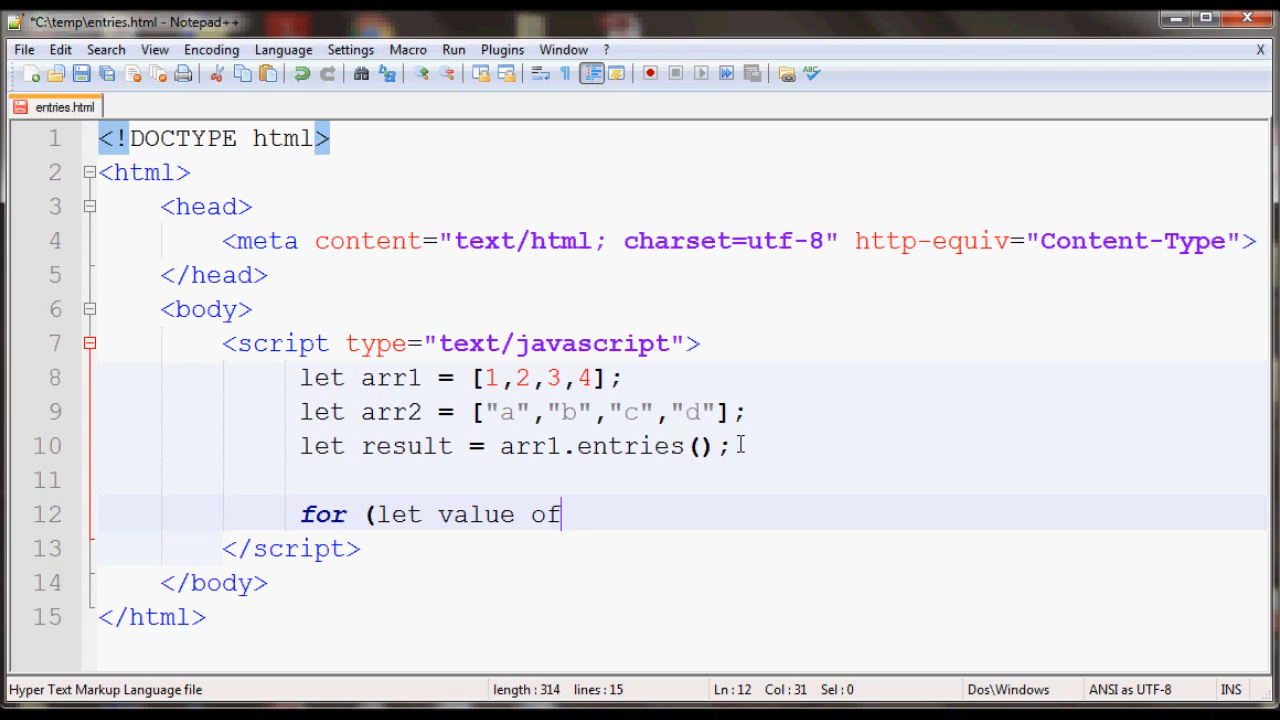 *C:\temp\entries.html - Notepad++
File Edit Search View Encoding Language Settings Macro Run Plugins Window ? X
entries.html
1 <!DOCTYPE html>
2 <html>
3 <head>
4 <meta content="text/html; charset=utf-8" http-equiv="Content-Type">
5 </head>
6 <body>
7 <script type="text/javascript">
8 let arr1 = [1,2,3,4];
9 let arr2 = ["a","b","c","d"];
10 let result = arr1.entries();
11
12 for (let value of
13 </script>
14 </body>
15 </html>
Hyper Text Markup Language file length : 314 lines : 15 Ln : 12 Col : 31 Sel : 0 Dos\Windows ANSI as UTF-8 INS